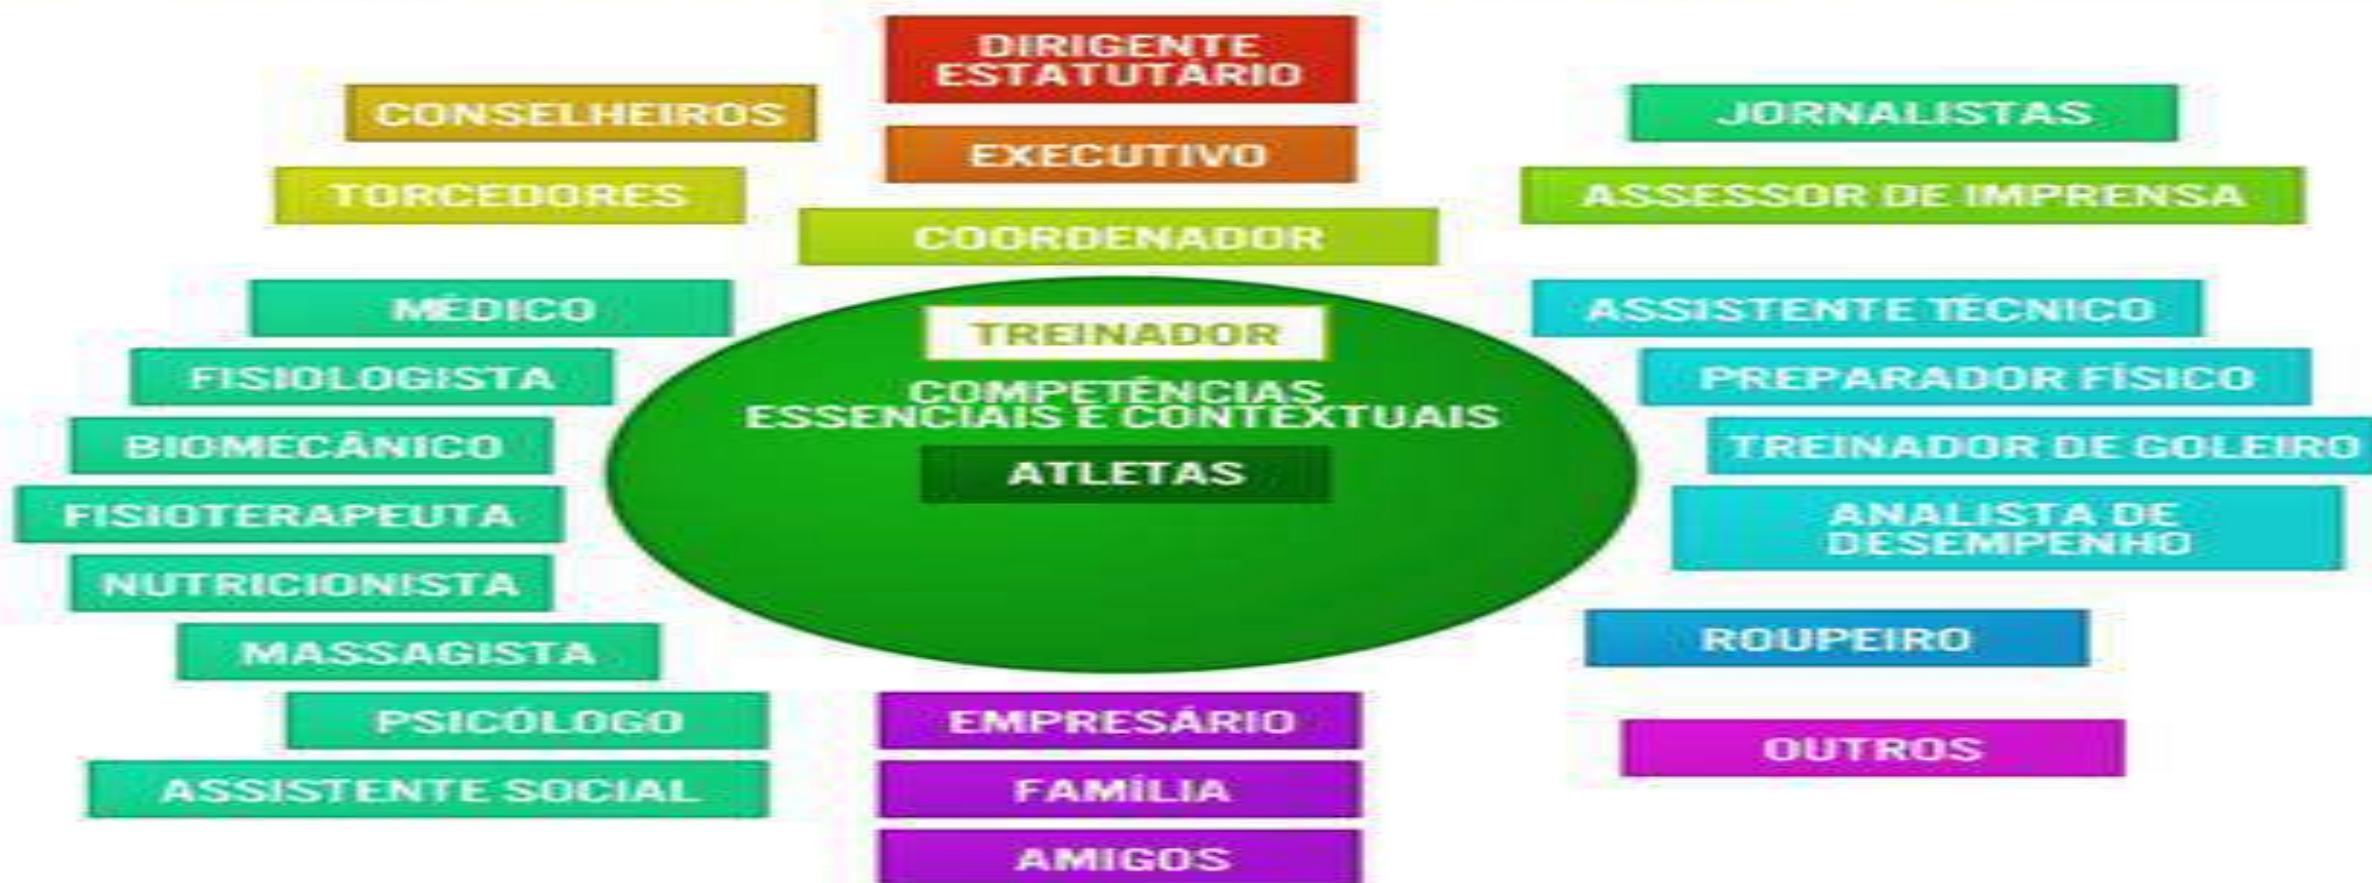 DIRIGENTE
ESTATUTÁRIO
CONSELHEIROS
JORNALISTAS
EXECUTIVO
TORCEDORES
ASSESSOR DE IMPRENSA
COORDENADOR
MÉDICO
TREINADOR
ASSISTENTE TÉCNICO
FISIOLOGISTA
COMPETÊNCIAS
ESSENCIAIS E CONTEXTUAIS
PREPARADOR FÍSICO
BIOMECÂNICO
ATLETAS
TREINADOR DE GOLEIRO
FISIOTERAPEUTA
ANALISTA DE
DESEMPENHO
NUTRICIONISTA
MASSAGISTA
ROUPEIRO
PSICÓLOGO
EMPRESÁRIO
OUTROS
ASSISTENTE SOCIAL
FAMÍLIA
AMIGOS